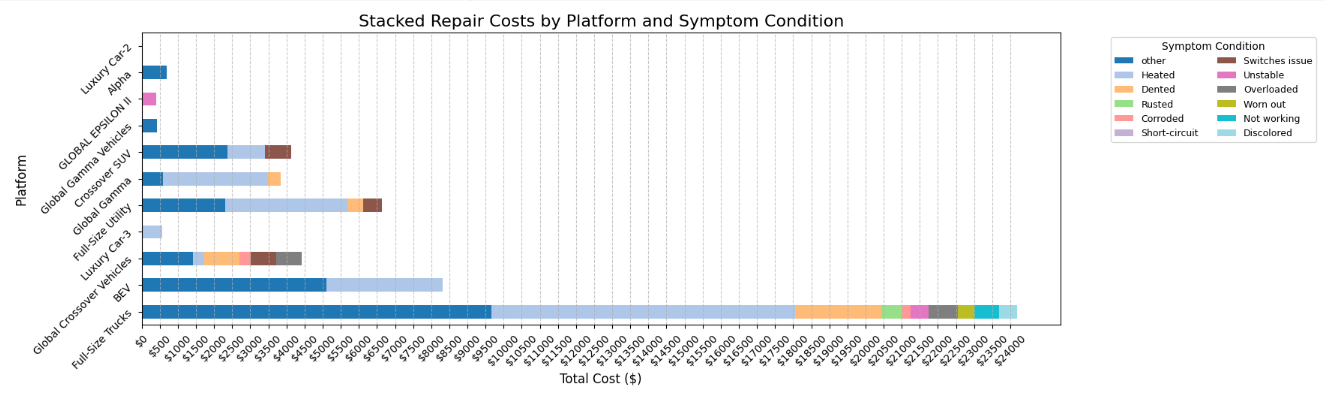 Stacked Repair Costs by Platform and Symptom Condition
Platform
Luxury Car-2
Alpha
GLOBAL EPSILON II
Global Gamma Vehicles
Crossover SUV
Global Gamma
Full-Size Utility
Luxury Car-3
Global Crossover Vehicles
BEV
Full-Size Trucks
$0 $500 $1000 $1500 $2000 $2500 $3000 $3500 $4000 $4500 $5000 $5500 $6000 $6500 $7000 $7500 $8000 $8500 $9000 $9500 $10000 $10500 $11000 $11500 $12000 $12500 $13000 $13500 $14000 $14500 $15000 $15500 $16000 $16500 $17000 $17500 $18000 $18500 $19000 $19500 $20000 $20500 $21000 $21500 $22000 $22500 $23000 $23500 $24000
Total Cost ($)
Symptom Condition
other Switches issue
Heated Unstable
Dented Overloaded
Rusted Worn out
Corroded Not working
Short-circuit Discolored